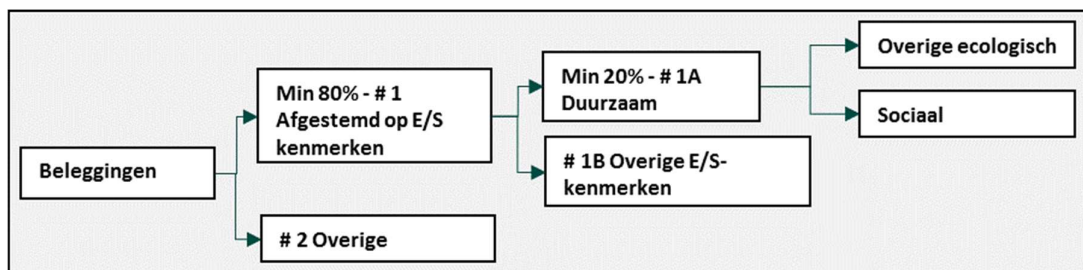 Beleggingen
Min 80% - # 1
Afgestemd op E/S
kenmerken
# 2 Overige
Min 20% - # 1A
Duurzaam
# 1B Overige E/S-
kenmerken
Overige ecologisch
Sociaal